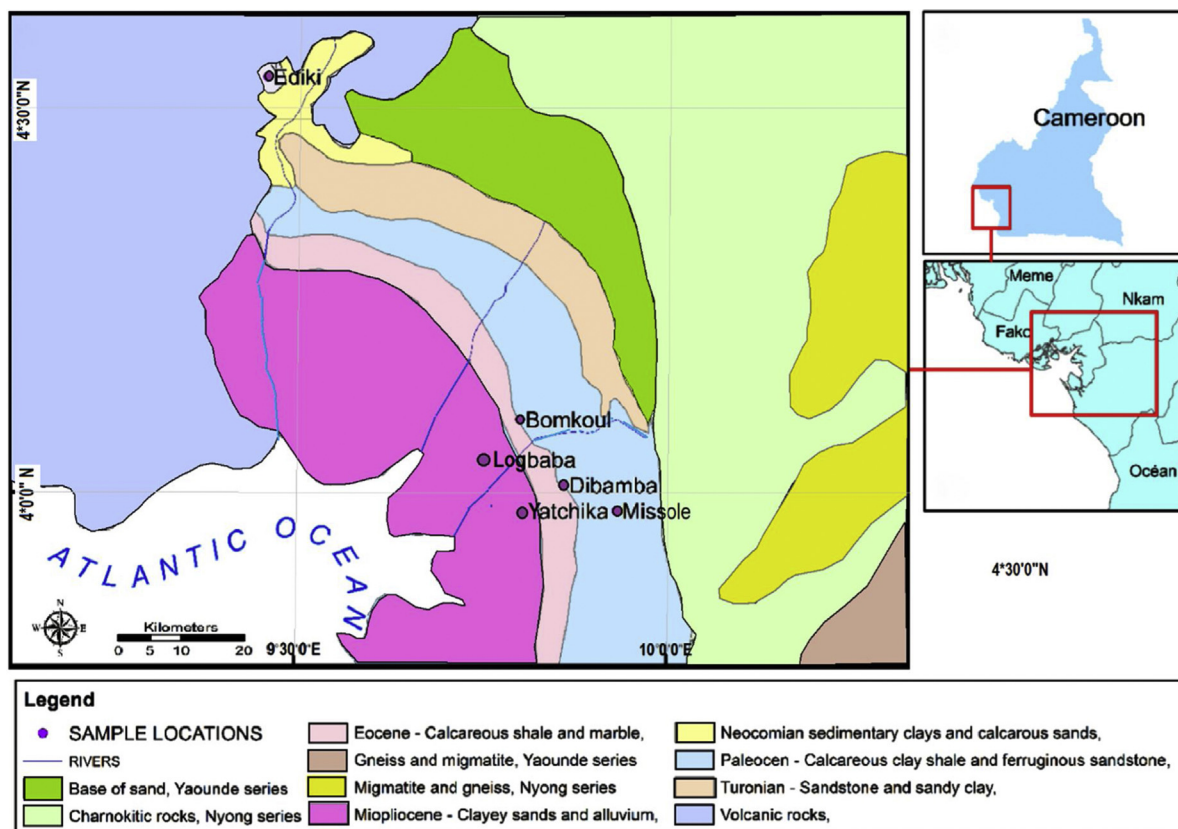 Ediki
4°30'0"N
Bomkoul
Logbaba
Dibamba
Yatchika
Missole
4°0'0" N
ATLANTIC OCEAN
N
W
E
S
Kilometers
0 5 10 20
9°30'0"E
10°0'0"E
Cameroon
Meme
Nkam
Fako
Océan
4*30'0"N
Legend
SAMPLE LOCATIONS
RIVERS
Base of sand, Yaounde series
Charnokitic rocks, Nyong series
Eocene - Calcareous shale and marble,
Gneiss and migmatite, Yaounde series
Migmatite and gneiss, Nyong series
Miopliocene - Clayey sands and alluvium,
Neocomian sedimentary clays and calcarous sands,
Paleocen - Calcareous clay shale and ferruginous sandstone,
Turonian - Sandstone and sandy clay,
Volcanic rocks,